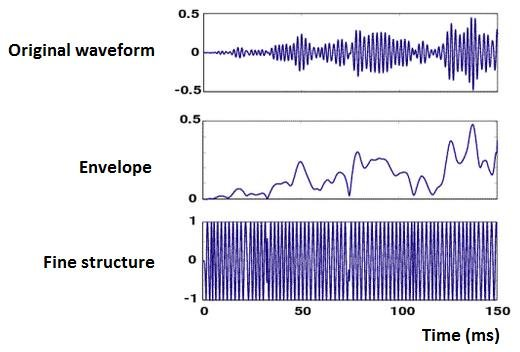 0.5
Original waveform
0
-0.5
0.5
Envelope
0
1
Fine structure
0
-1
0 50 100 150
Time (ms)